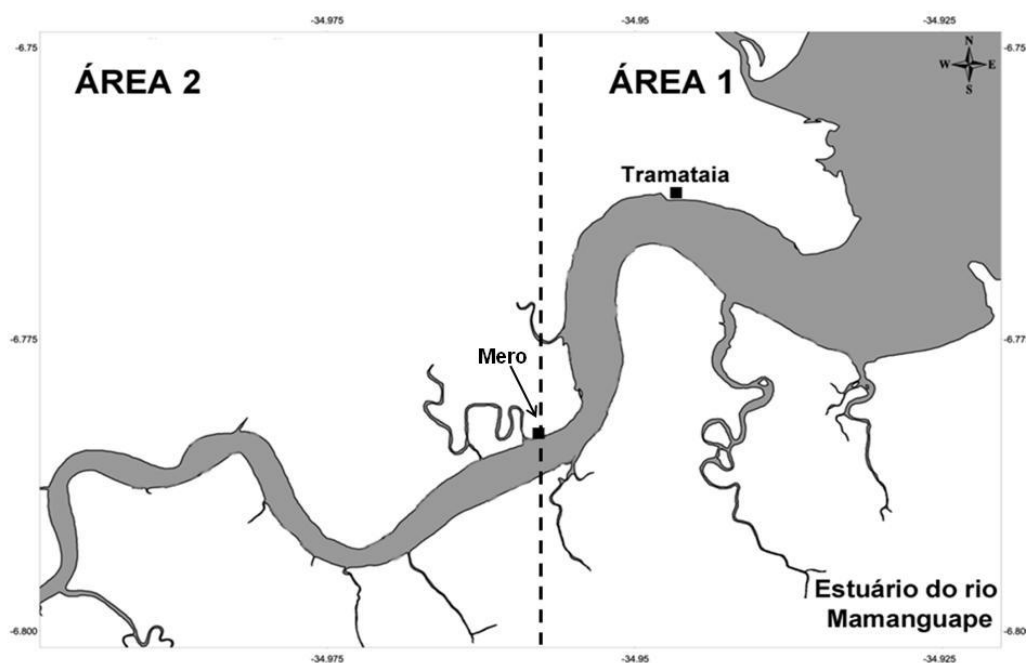 -34.975 -34.95 -34.925
-6.75 -6.75
N
W E
S
ÁREA 2 ÁREA 1
Tramataia
-6.775 -6.77
Mero
Estuário do rio
Mamanguape
-6.800 -6.80
-34.975 -34.95 -34.925